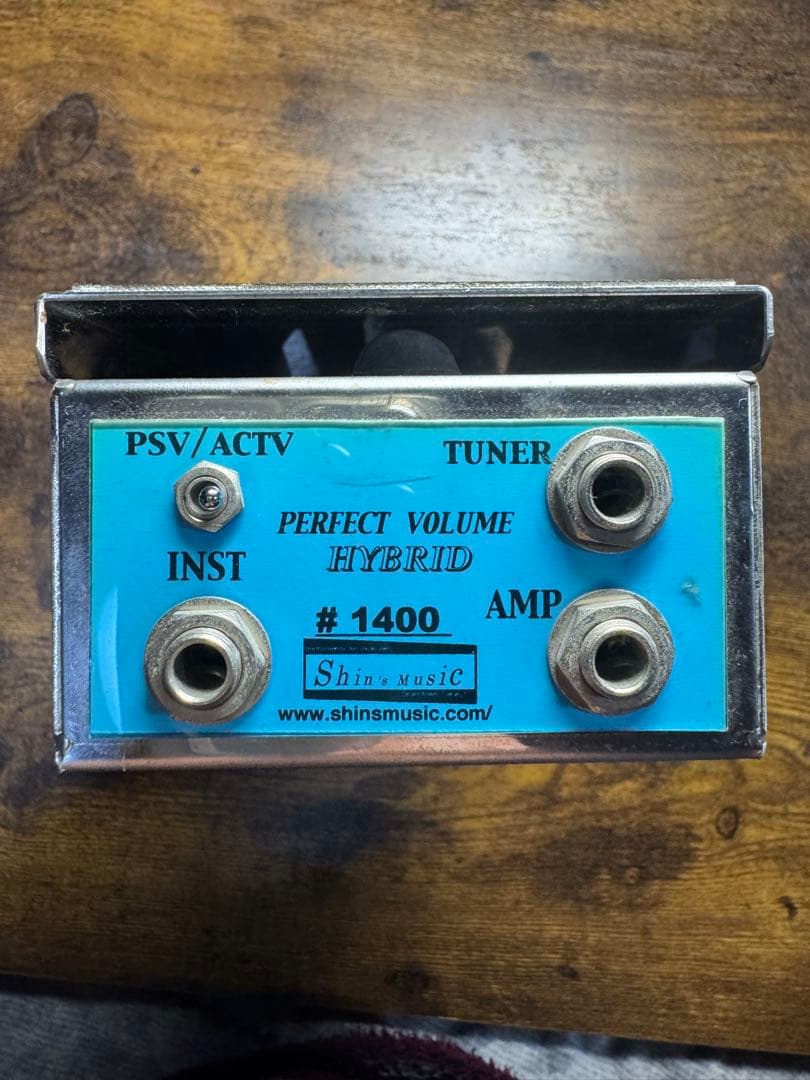 PSV/ACTV
TUNER
PERFECT VOLUME
HYBRID
INST
# 1400
AMP
Shin's Music
www.shinsmusic.com/